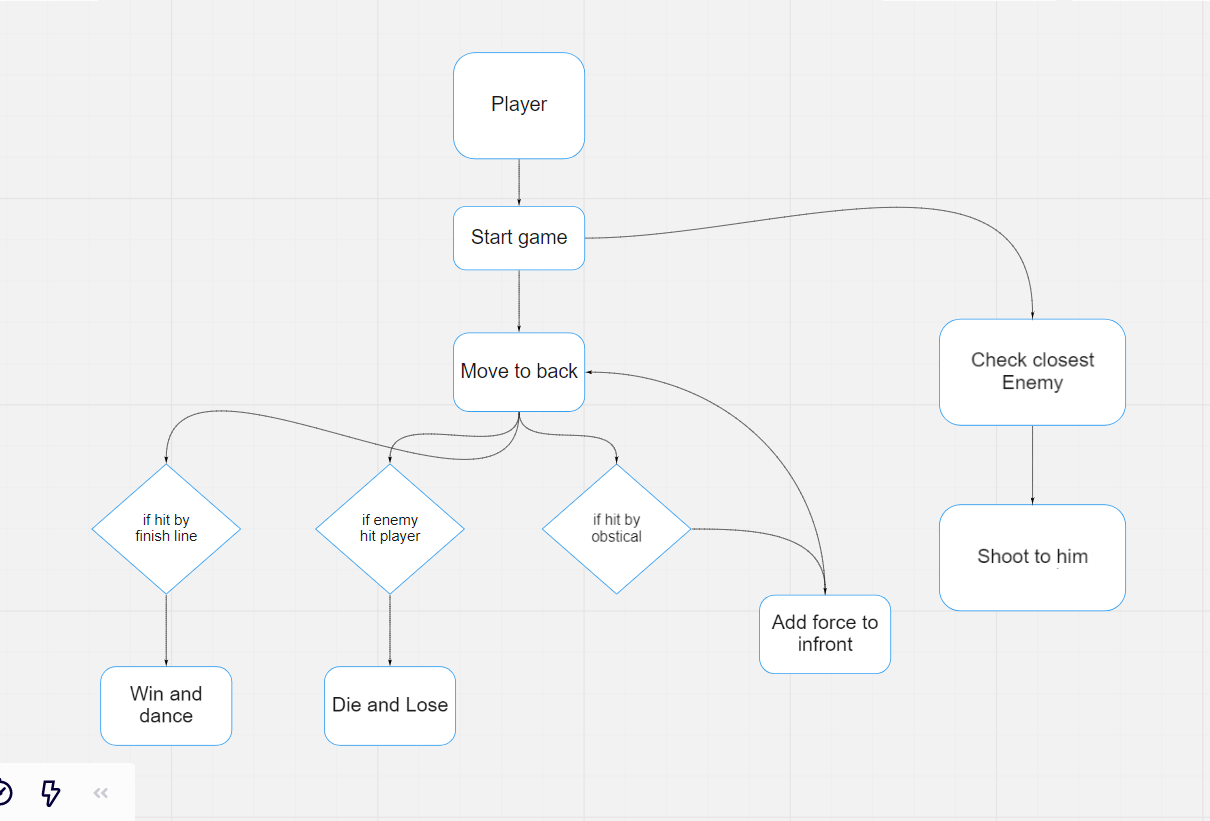 Player
Start game
Move to back
Check closest
Enemy
if hit by
finish line
if enemy
hit player
if hit by
obstical
Shoot to him
Add force to
infront
Win and
dance
Die and Lose